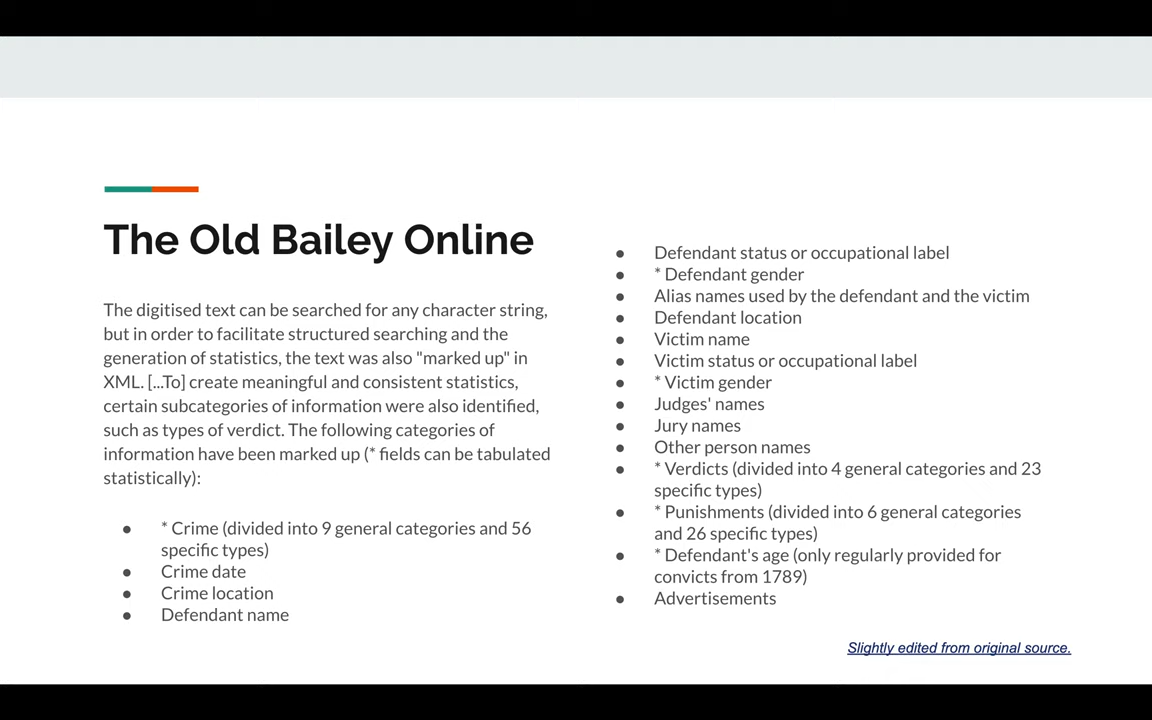 The Old Bailey Online
The digitised text can be searched for any character string,
but in order to facilitate structured searching and the
generation of statistics, the text was also "marked up" in
XML. [...To] create meaningful and consistent statistics,
certain subcategories of information were also identified,
such as types of verdict. The following categories of
information have been marked up (* fields can be tabulated
statistically):
● * Crime (divided into 9 general categories and 56
specific types)
● Crime date
● Crime location
● Defendant name
● Defendant status or occupational label
● * Defendant gender
● Alias names used by the defendant and the victim
● Defendant location
● Victim name
● Victim status or occupational label
● * Victim gender
● Judges' names
● Jury names
● Other person names
● * Verdicts (divided into 4 general categories and 23
specific types)
● * Punishments (divided into 6 general categories
and 26 specific types)
● * Defendant's age (only regularly provided for
convicts from 1789)
● Advertisements
Slightly edited from original source.